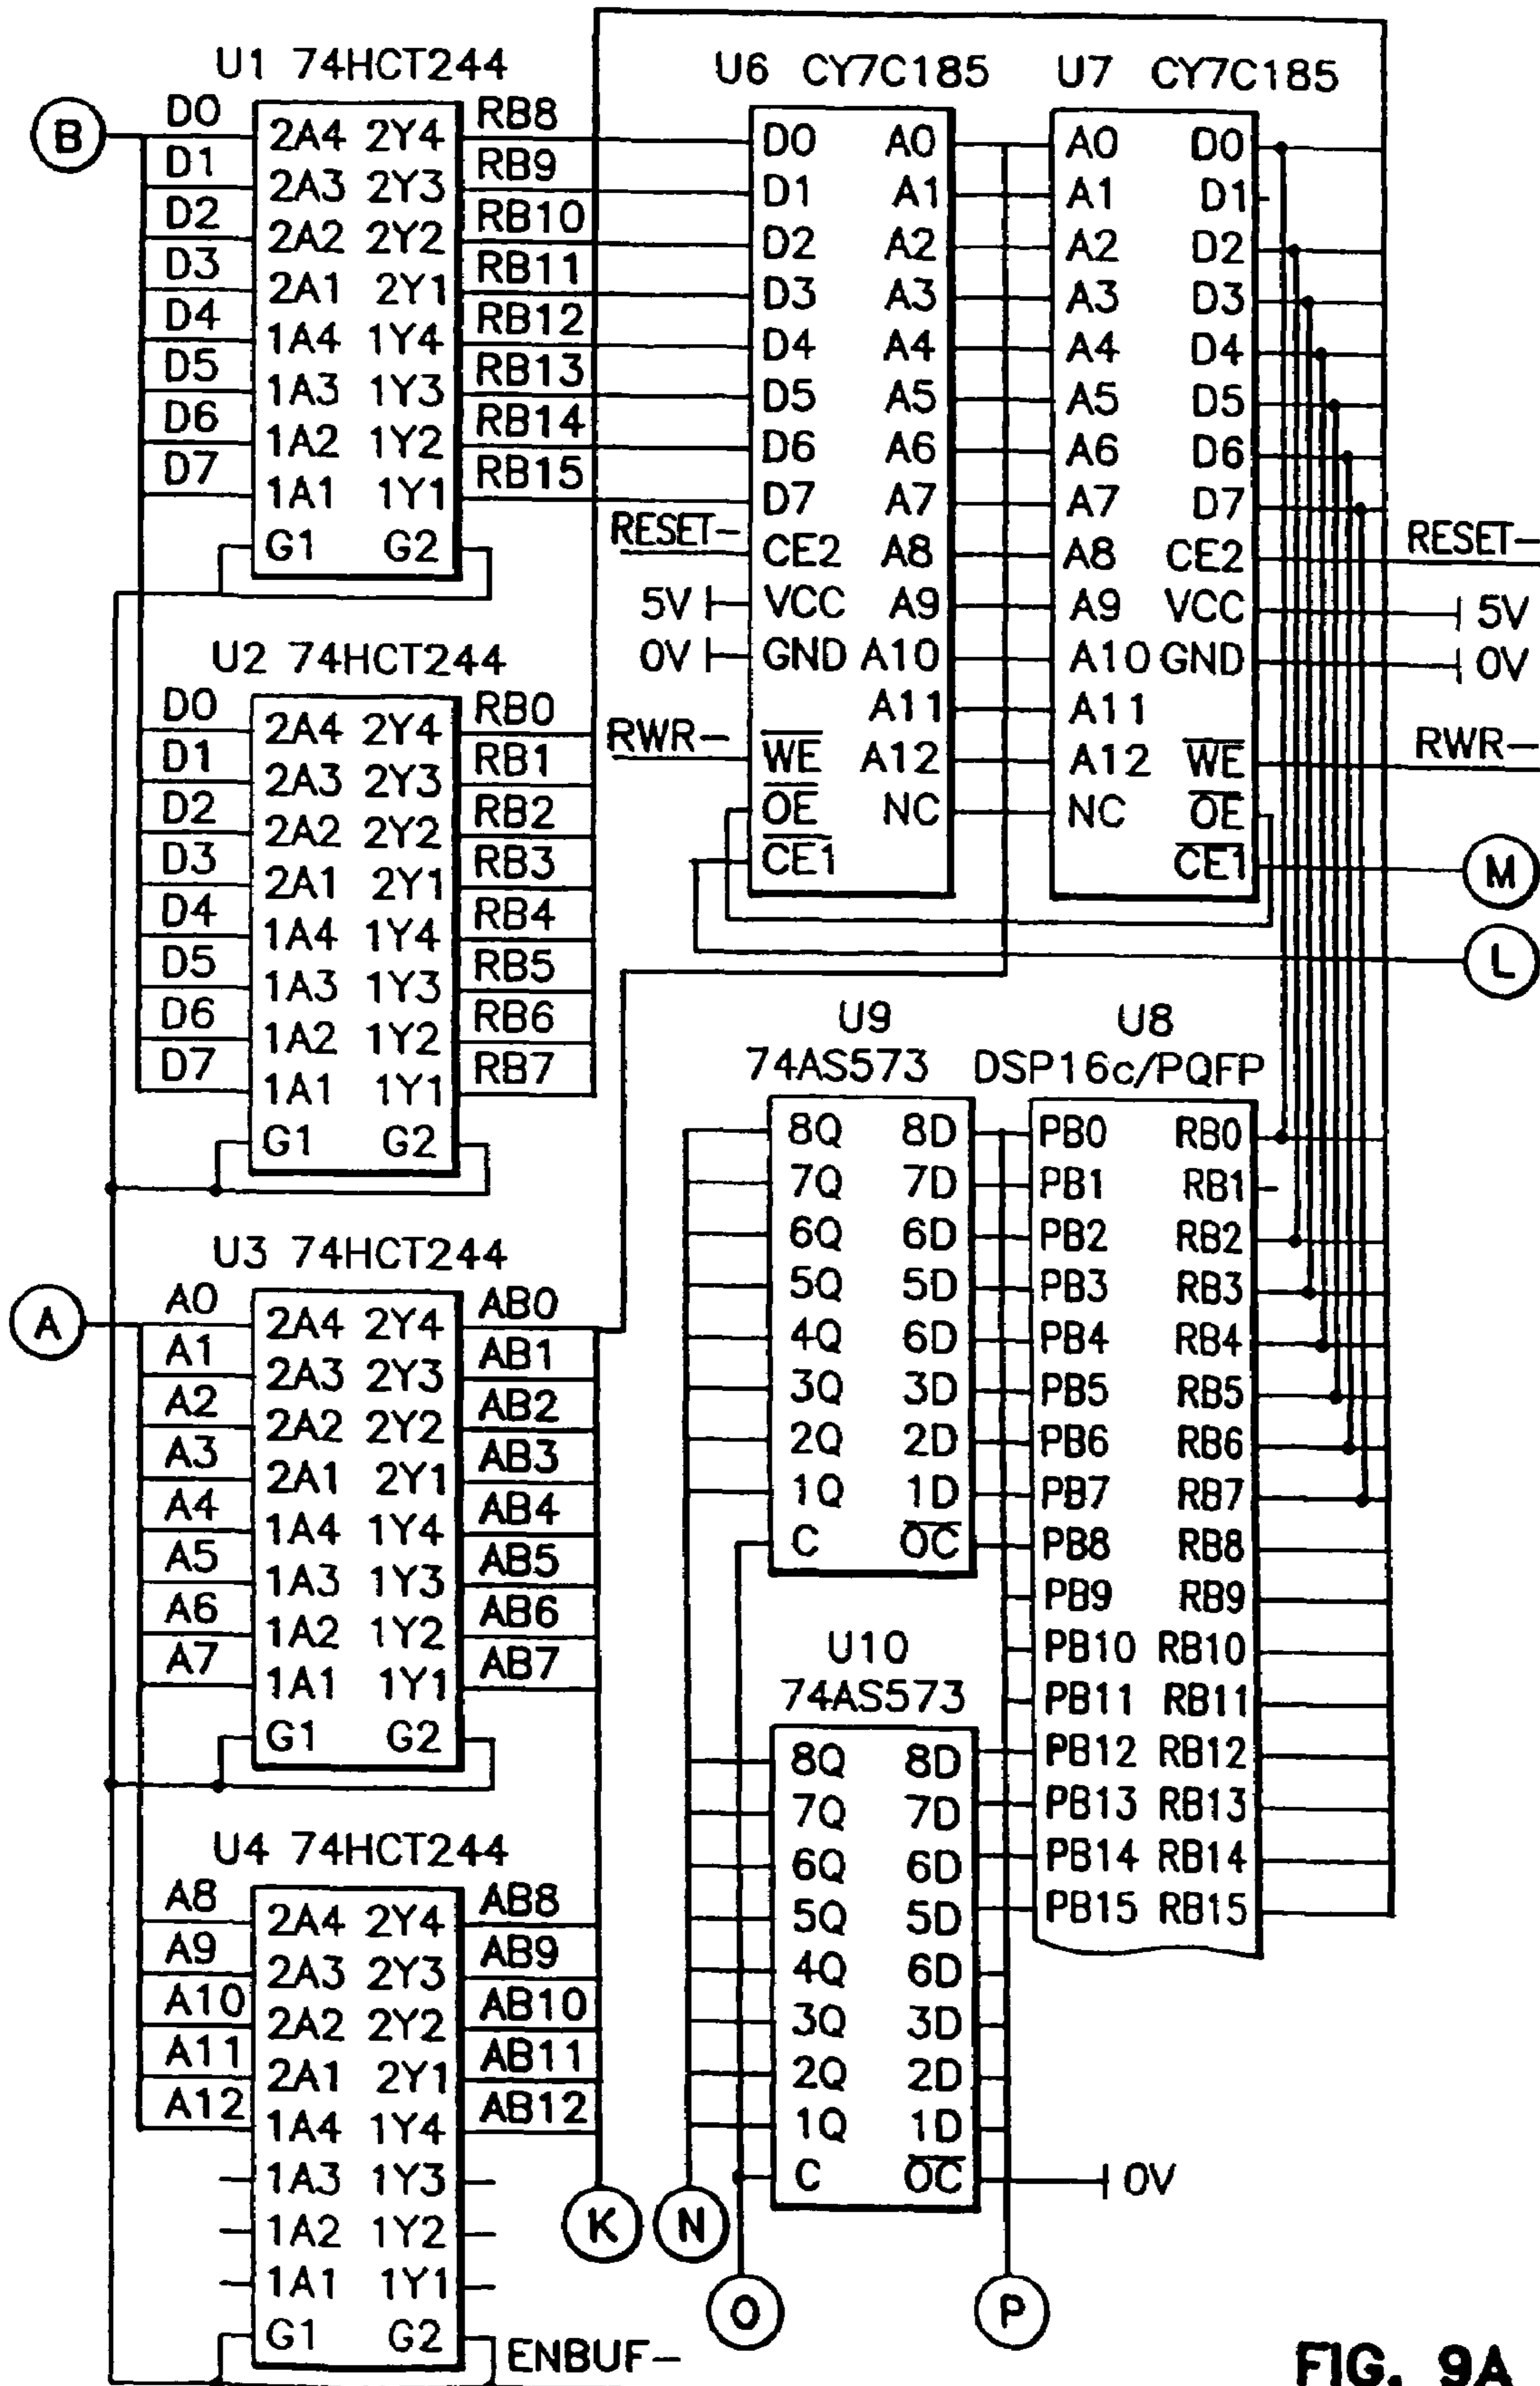 U1 74HCT244
B
D0 2A4 2Y4 RB8
D1 2A3 2Y3 RB9
D2 2A2 2Y2 RB10
D3 2A1 2Y1 RB11
D4 1A4 1Y4 RB12
D5 1A3 1Y3 RB13
D6 1A2 1Y2 RB14
D7 1A1 1Y1 RB15
G1 G2
U2 74HCT244
D0 2A4 2Y4 RB0
D1 2A3 2Y3 RB1
D2 2A2 2Y2 RB2
D3 2A1 2Y1 RB3
D4 1A4 1Y4 RB4
D5 1A3 1Y3 RB5
D6 1A2 1Y2 RB6
D7 1A1 1Y1 RB7
G1 G2
U3 74HCT244
A
A0 2A4 2Y4 AB0
A1 2A3 2Y3 AB1
A2 2A2 2Y2 AB2
A3 2A1 2Y1 AB3
A4 1A4 1Y4 AB4
A5 1A3 1Y3 AB5
A6 1A2 1Y2 AB6
A7 1A1 1Y1 AB7
G1 G2
U4 74HCT244
A8 2A4 2Y4 AB8
A9 2A3 2Y3 AB9
A10 2A2 2Y2 AB10
A11 2A1 2Y1 AB11
A12 1A4 1Y4 AB12
1A3 1Y3
1A2 1Y2
1A1 1Y1
G1 G2 ENBUF-
K
U6 CY7C185 U7 CY7C185
D0 A0 A0 D0
D1 A1 A1 D1
D2 A2 A2 D2
D3 A3 A3 D3
D4 A4 A4 D4
D5 A5 A5 D5
D6 A6 A6 D6
D7 A7 A7 D7
RESET- CE2 A8 A8 CE2 RESET-
5V VCC A9 A9 VCC 5V
0V GND A10 A10 GND 0V
A11 A11
RWR- WE A12 A12 WE RWR-
OE NC NC OE
CE1 CE1 M
L
U9 U8
74AS573 DSP16c/PQFP
8Q 8D PB0 RB0
7Q 7D PB1 RB1
6Q 6D PB2 RB2
5Q 5D PB3 RB3
4Q 6D PB4 RB4
3Q 3D PB5 RB5
2Q 2D PB6 RB6
1Q 1D PB7 RB7
C OC PB8 RB8
PB9 RB9
U10 PB10 RB10
74AS573 PB11 RB11
8Q 8D PB12 RB12
7Q 7D PB13 RB13
6Q 6D PB14 RB14
5Q 5D PB15 RB15
4Q 6D
3Q 3D
2Q 2D
1Q 1D
C OC 0V
N
O
P
FIG. 9A